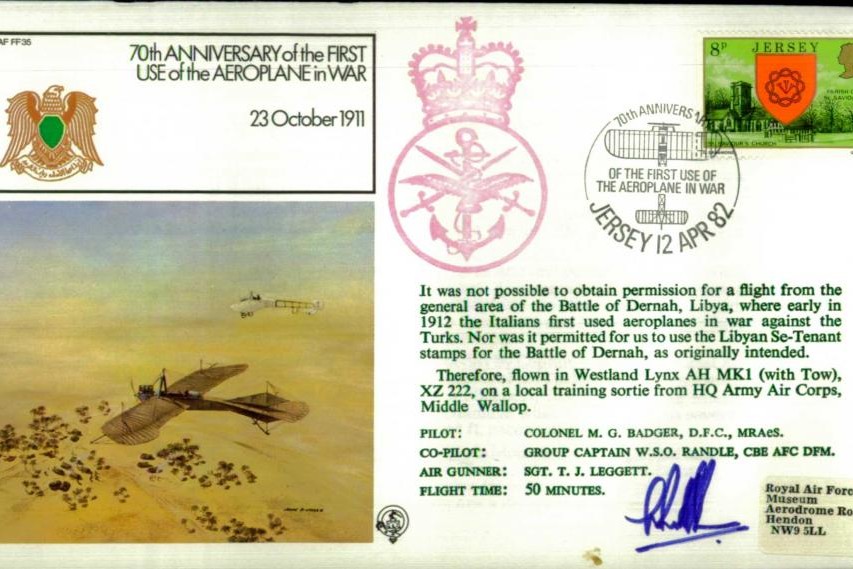 AF FF35
70th ANNIVERSARY of the FIRST
USE of the AEROPLANE in WAR
23 October 1911
8P JERSEY
PARISH O
ST. SAVIOU
ST. SAVIOUR'S CHURCH
70th ANNIVERSA
OF THE FIRST USE OF
THE AEROPLANE IN WAR
JERSEY 12 APR 82
It was not possible to obtain permission for a flight from the
general area of the Battle of Dernah, Libya, where early in
1912 the Italians first used aeroplanes in war against the
Turks. Nor was it permitted for us to use the Libyan Se-Tenant
stamps for the Battle of Dernah, as originally intended.
Therefore, flown in Westland Lynx AH MK1 (with Tow),
XZ 222, on a local training sortie from HQ Army Air Corps,
Middle Wallop.
PILOT: COLONEL M. G. BADGER, D.F.C., MRAeS.
CO-PILOT: GROUP CAPTAIN W.S.O. RANDLE, CBE AFC DFM.
AIR GUNNER: SGT. T. J. LEGGETT.
FLIGHT TIME: 50 MINUTES.
Royal Air Forc
Museum
Aerodrome Ro
Hendon
NW9 5LL